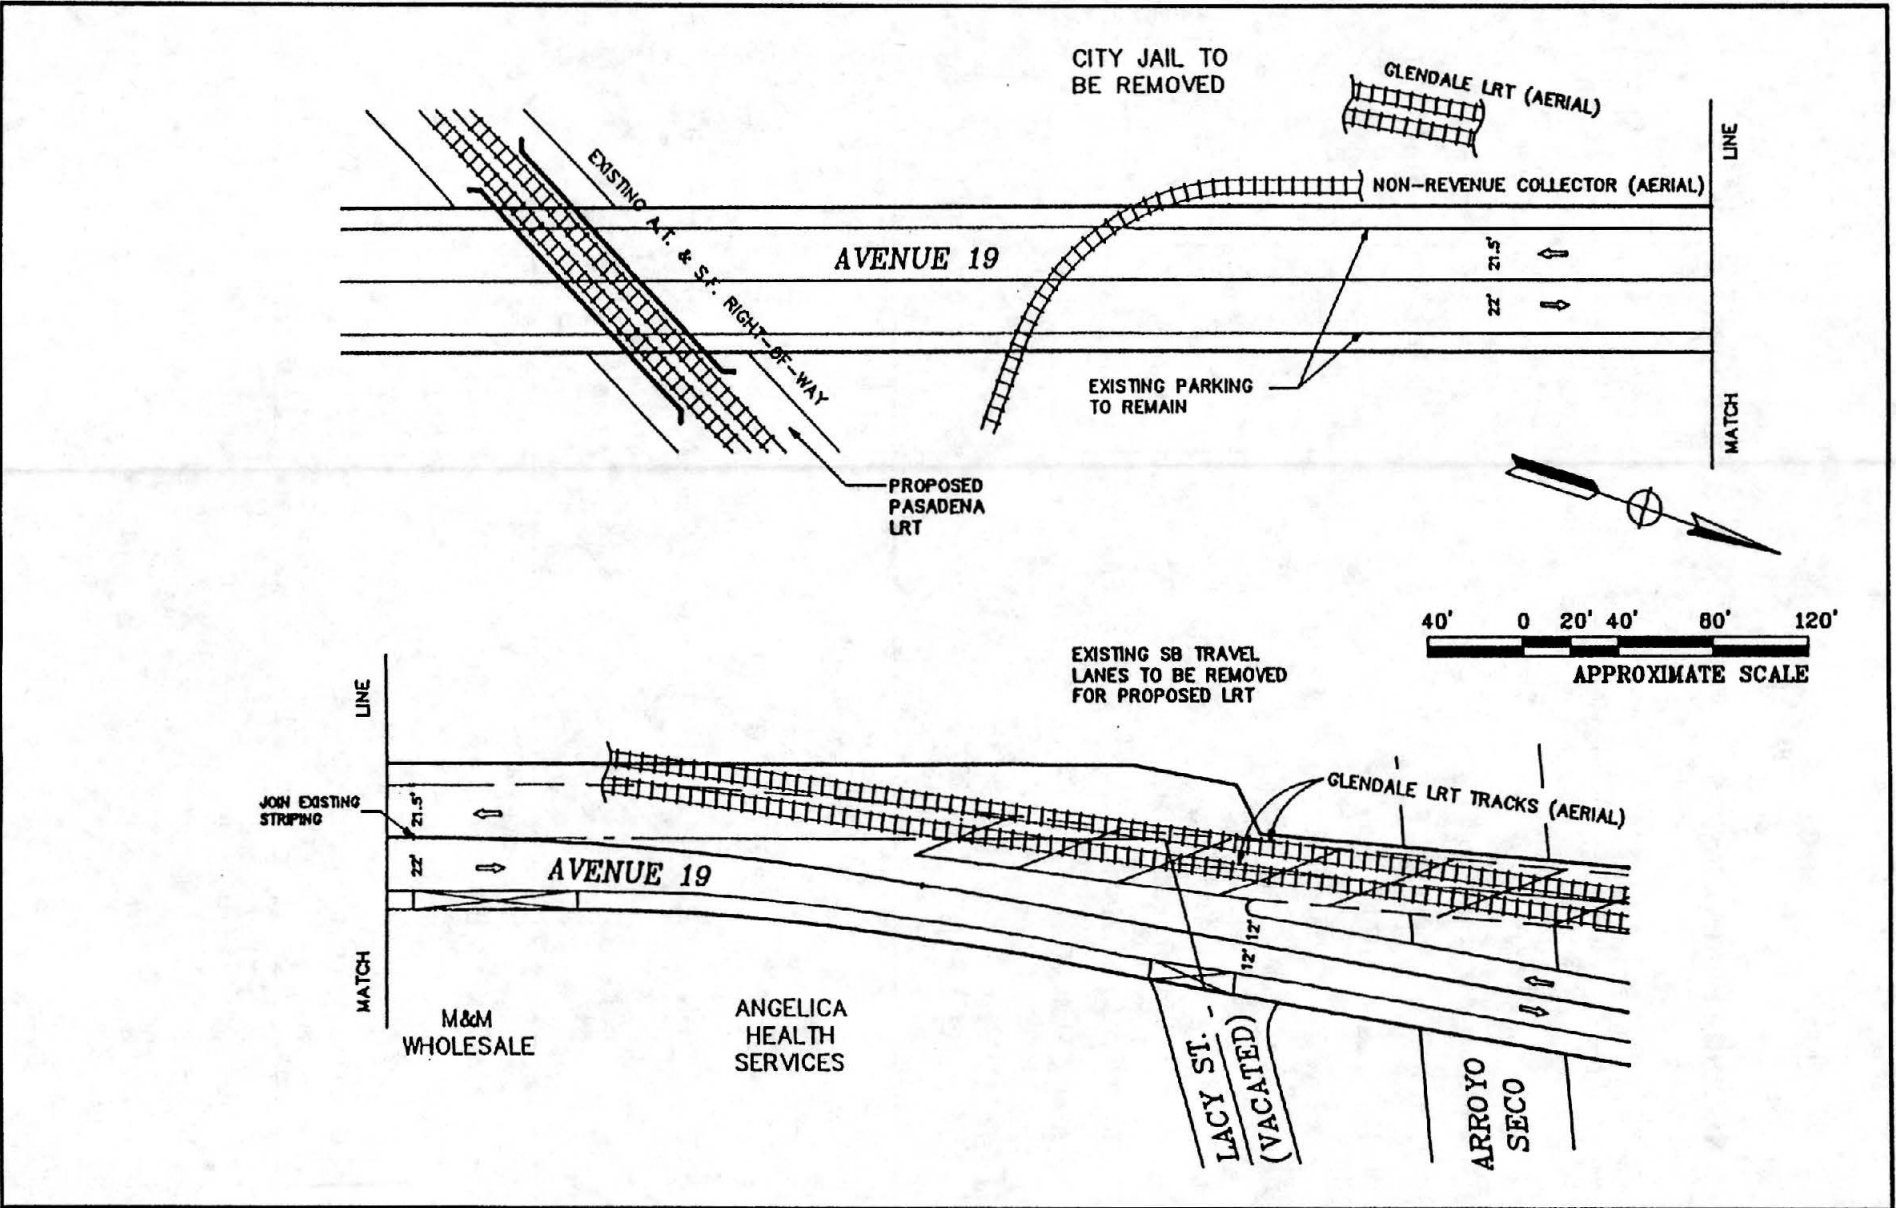 CITY JAIL TO
BE REMOVED
GLENDALE LRT (AERIAL)
LINE
EXISTING A.T. & S.F. RIGHT-OF-WAY
NON-REVENUE COLLECTOR (AERIAL)
AVENUE 19
21.5'
22'
EXISTING PARKING
TO REMAIN
MATCH
PROPOSED
PASADENA
LRT
40' 0 20' 40' 80' 120'
APPROXIMATE SCALE
EXISTING SB TRAVEL
LANES TO BE REMOVED
FOR PROPOSED LRT
LINE
GLENDALE LRT TRACKS (AERIAL)
JOIN EXISTING
STRIPING
21.5'
22'
AVENUE 19
12' 12'
MATCH
M&M
WHOLESALE
ANGELICA
HEALTH
SERVICES
LACY ST. -
(VACATED)
ARROYO
SECO